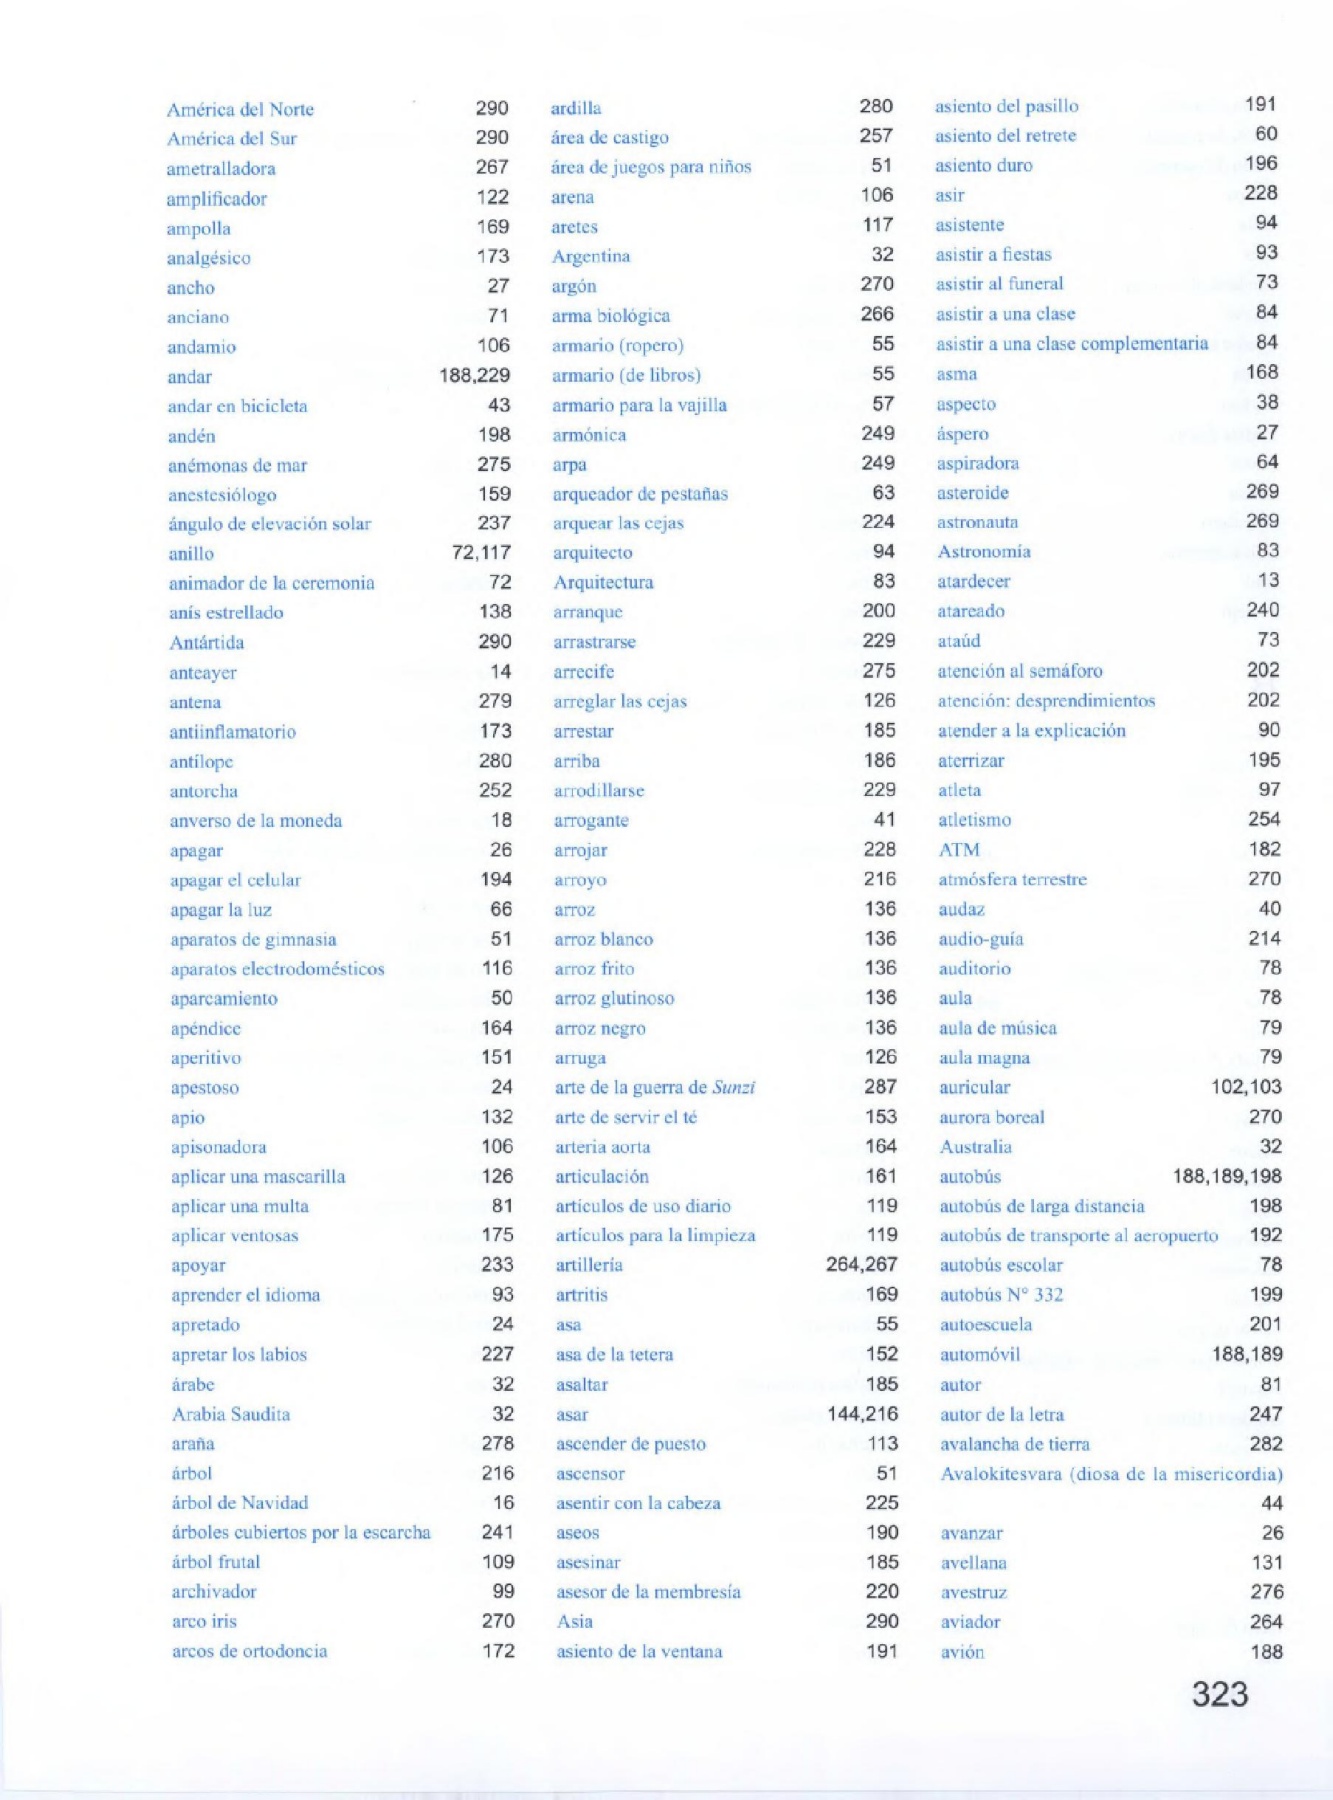 América del Norte 290
América del Sur 290
ametralladora 267
amplificador 122
ampolla 169
analgésico 173
ancho 27
anciano 71
andamio 106
andar 188,229
andar en bicicleta 43
andén 198
anémonas de mar 275
anestesiólogo 159
ángulo de elevación solar 237
anillo 72,117
animador de la ceremonia 72
anís estrellado 138
Antártida 290
anteayer 14
antena 279
antiinflamatorio 173
antílope 280
antorcha 252
anverso de la moneda 18
apagar 26
apagar el celular 194
apagar la luz 66
aparatos de gimnasia 51
aparatos electrodomésticos 116
aparcamiento 50
apéndice 164
aperitivo 151
apestoso 24
apio 132
apisonadora 106
aplicar una mascarilla 126
aplicar una multa 81
aplicar ventosas 175
apoyar 233
aprender el idioma 93
apretado 24
apretar los labios 227
árabe 32
Arabia Saudita 32
araña 278
árbol 216
árbol de Navidad 16
árboles cubiertos por la escarcha 241
árbol frutal 109
archivador 99
arco iris 270
arcos de ortodoncia 172
ardilla 280
área de castigo 257
área de juegos para niños 51
arena 106
aretes 117
Argentina 32
argón 270
arma biológica 266
armario (ropero) 55
armario (de libros) 55
armario para la vajilla 57
armónica 249
arpa 249
arqueador de pestañas 63
arquear las cejas 224
arquitecto 94
Arquitectura 83
arranque 200
arrastrarse 229
arrecife 275
arreglar las cejas 126
arrestar 185
arriba 186
arrodillarse 229
arrogante 41
arrojar 228
arroyo 216
arroz 136
arroz blanco 136
arroz frito 136
arroz glutinoso 136
arroz negro 136
arruga 126
arte de la guerra de Sunzi 287
arte de servir el té 153
arteria aorta 164
articulación 161
artículos de uso diario 119
artículos para la limpieza 119
artillería 264,267
artritis 169
asa 55
asa de la tetera 152
asaltar 185
asar 144,216
ascender de puesto 113
ascensor 51
asentir con la cabeza 225
aseos 190
asesinar 185
asesor de la membresía 220
Asia 290
asiento de la ventana 191
asiento del pasillo 191
asiento del retrete 60
asiento duro 196
asir 228
asistente 94
asistir a fiestas 93
asistir al funeral 73
asistir a una clase 84
asistir a una clase complementaria 84
asma 168
aspecto 38
áspero 27
aspiradora 64
asteroide 269
astronauta 269
Astronomía 83
atardecer 13
atareado 240
ataúd 73
atención al semáforo 202
atención: desprendimientos 202
atender a la explicación 90
aterrizar 195
atleta 97
atletismo 254
ATM 182
atmósfera terrestre 270
audaz 40
audio-guía 214
auditorio 78
aula 78
aula de música 79
aula magna 79
auricular 102,103
aurora boreal 270
Australia 32
autobús 188,189,198
autobús de larga distancia 198
autobús de transporte al aeropuerto 192
autobús escolar 78
autobús N° 332 199
autoescuela 201
automóvil 188,189
autor 81
autor de la letra 247
avalancha de tierra 282
Avalokitesvara (diosa de la misericordia)
44
avanzar 26
avellana 131
avestruz 276
aviador 264
avión 188
323